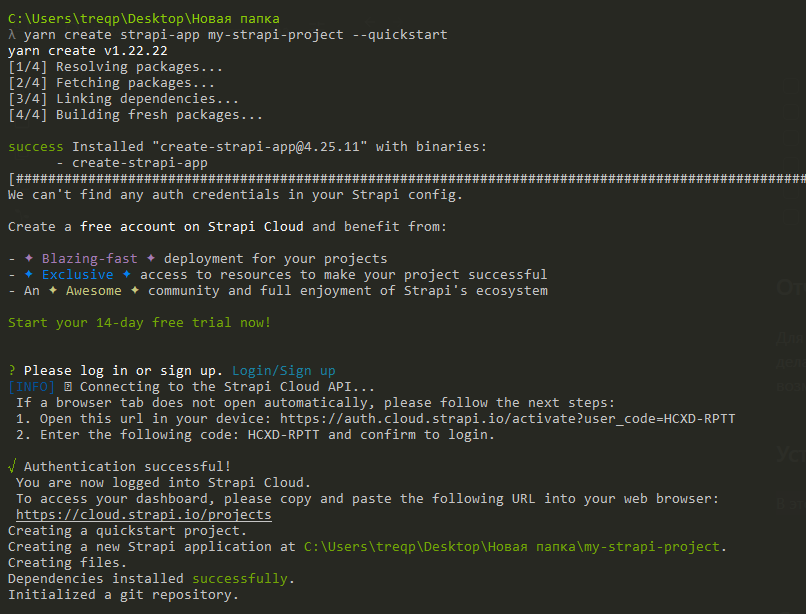 C:\Users\treqp\Desktop\Новая папка
λ yarn create strapi-app my-strapi-project --quickstart
yarn create v1.22.22
[1/4] Resolving packages...
[2/4] Fetching packages...
[3/4] Linking dependencies...
[4/4] Building fresh packages...
success Installed "create-strapi-app@4.25.11" with binaries:
- create-strapi-app
[###################################################################################################
We can't find any auth credentials in your Strapi config.
Create a free account on Strapi Cloud and benefit from:
- ✦ Blazing-fast ✦ deployment for your projects
- ✦ Exclusive ✦ access to resources to make your project successful
- An ✦ Awesome ✦ community and full enjoyment of Strapi's ecosystem
Start your 14-day free trial now!
? Please log in or sign up. Login/Sign up
[INFO] Connecting to the Strapi Cloud API...
If a browser tab does not open automatically, please follow the next steps:
1. Open this url in your device: https://auth.cloud.strapi.io/activate?user_code=HCXD-RPTT
2. Enter the following code: HCXD-RPTT and confirm to login.
√ Authentication successful!
You are now logged into Strapi Cloud.
To access your dashboard, please copy and paste the following URL into your web browser:
https://cloud.strapi.io/projects
Creating a quickstart project.
Creating a new Strapi application at C:\Users\treqp\Desktop\Новая папка\my-strapi-project.
Creating files.
Dependencies installed successfully.
Initialized a git repository.